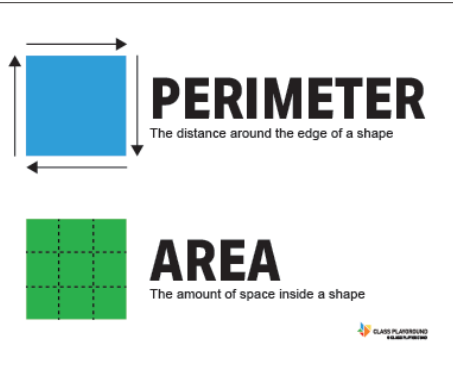 PERIMETER
The distance around the edge of a shape
AREA
The amount of space inside a shape
CLASS PLAYGROUND